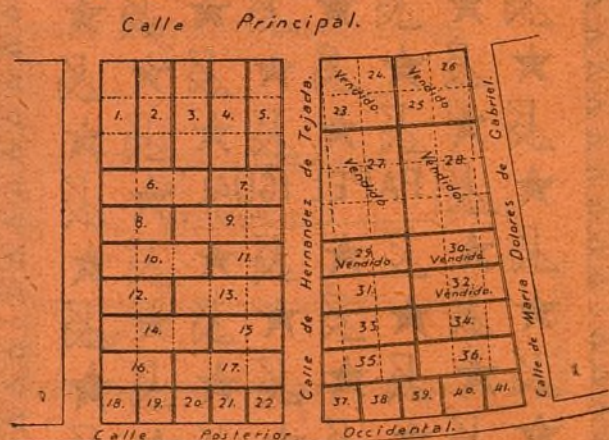 Calle Principal.
1. 2. 3. 4. 5.
6. 7.
8. 9.
10. 11.
12. 13.
14. 15
16. 17.
18. 19. 20. 21. 22
Calle de Hernandez de Tejada.
24. 26
Vendido Vendido
23. 25
27. 28.
Vendido Vendido
29 30.
Vendido Vendida
31. 32.
Vendido.
33. 34.
35. 36.
37. 38 39. 40. 41.
Calle de Maria Dolores de Gabriel.
Calle Posterior Occidental.